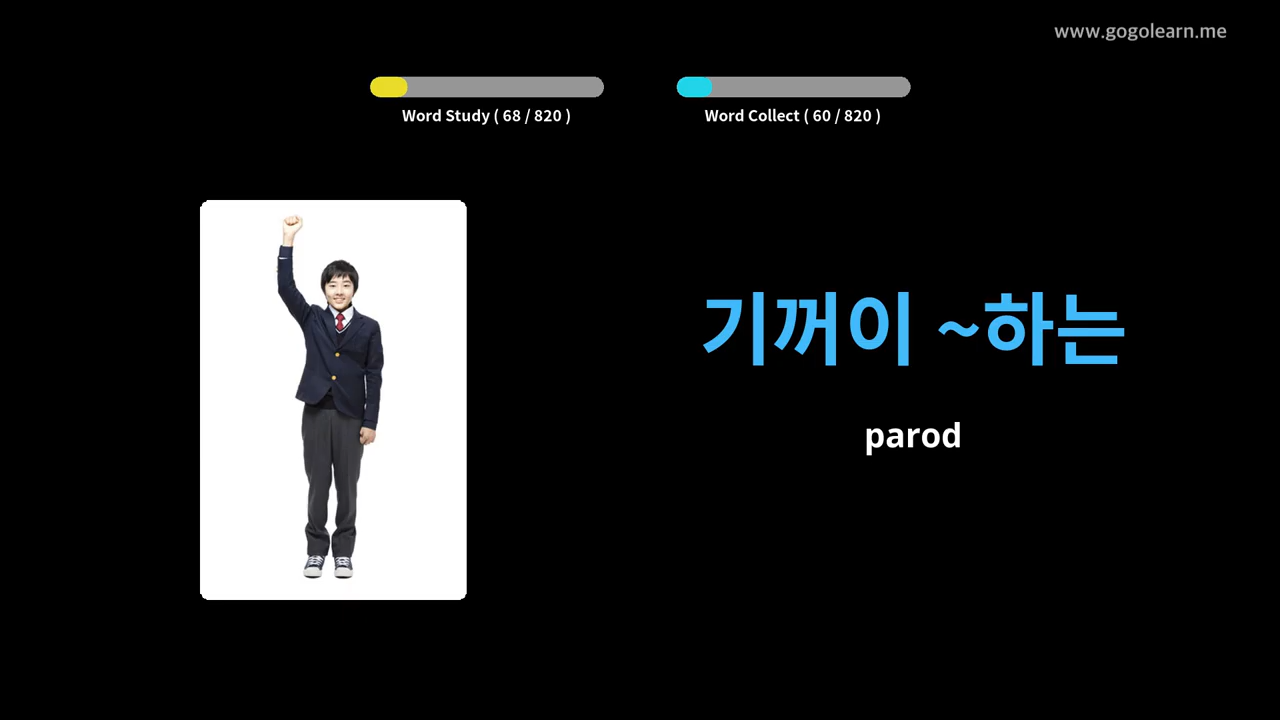 www.gogolearn.me
Word Study ( 68 / 820 )
Word Collect ( 60 / 820 )
기꺼이 ~하는
parod